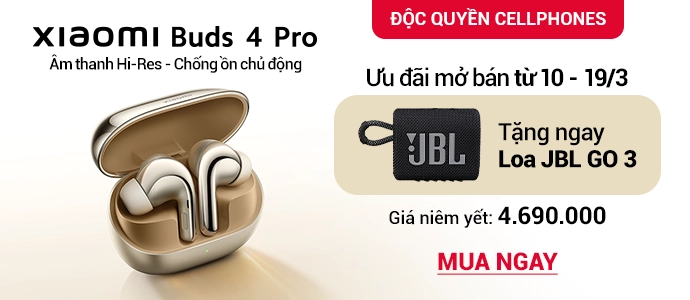 xiaomi Buds 4 Pro
Âm thanh Hi-Res - Chống ồn chủ động
ĐỘC QUYỀN CELLPHONES
Ưu đãi mở bán từ 10 - 19/3
JBL
Tặng ngay
Loa JBL GO 3
Giá niêm yết: 4.690.000
MUA NGAY